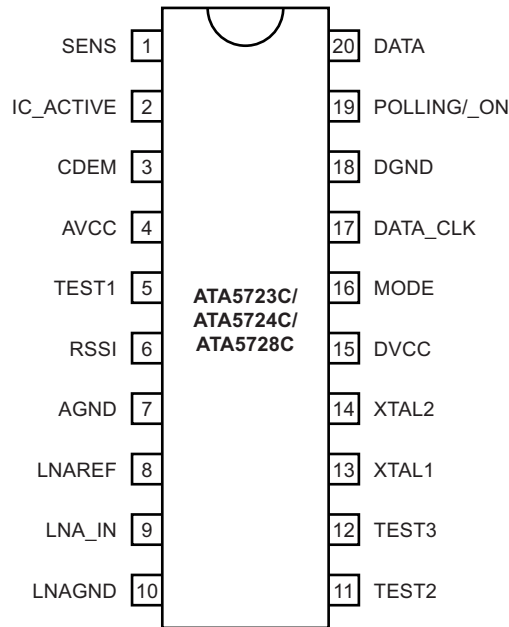 SENS 1 20 DATA
IC_ACTIVE 2 19 POLLING/_ON
CDEM 3 18 DGND
AVCC 4 17 DATA_CLK
TEST1 5 16 MODE
ATA5723C/
ATA5724C/
ATA5728C
RSSI 6 15 DVCC
AGND 7 14 XTAL2
LNAREF 8 13 XTAL1
LNA_IN 9 12 TEST3
LNAGND 10 11 TEST2